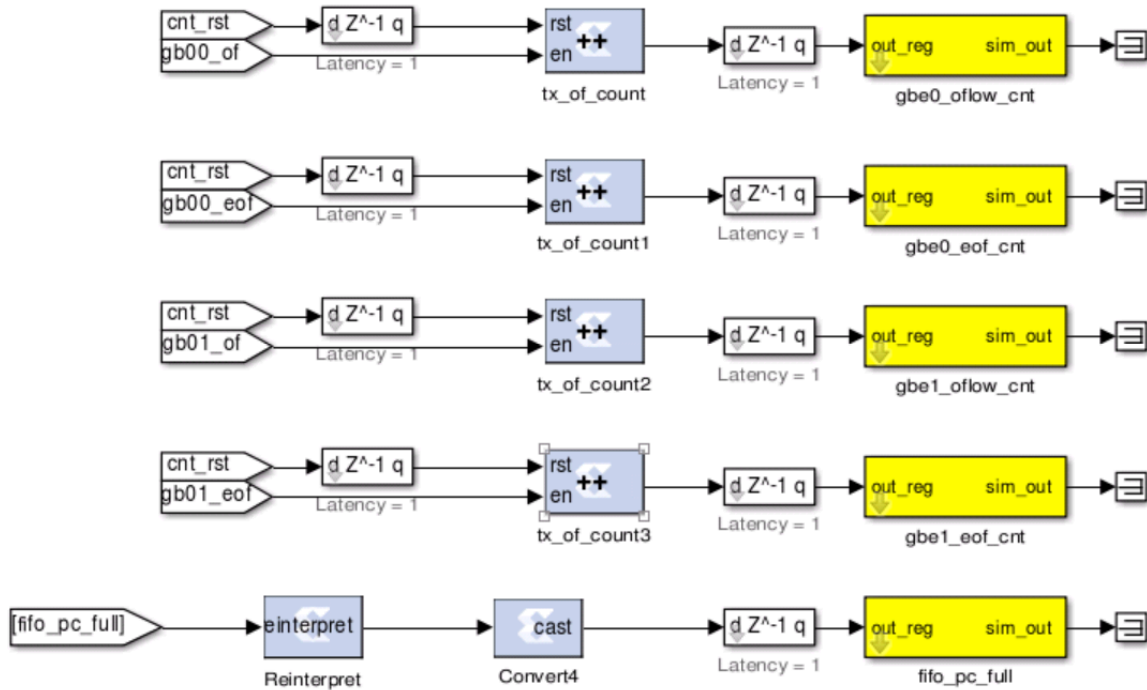 cnt_rst
d Z^-1 q
rst
++
d Z^-1 q
out_reg
sim_out
gb00_of
en
Latency = 1
tx_of_count
Latency = 1
gbe0_oflow_cnt
cnt_rst
d Z^-1 q
rst
++
d Z^-1 q
out_reg
sim_out
gb00_eof
en
Latency = 1
tx_of_count1
Latency = 1
gbe0_eof_cnt
cnt_rst
d Z^-1 q
rst
++
d Z^-1 q
out_reg
sim_out
gb01_of
en
Latency = 1
tx_of_count2
Latency = 1
gbe1_oflow_cnt
cnt_rst
d Z^-1 q
rst
++
d Z^-1 q
out_reg
sim_out
gb01_eof
en
Latency = 1
tx_of_count3
Latency = 1
gbe1_eof_cnt
[fifo_pc_full]
einterpret
cast
d Z^-1 q
out_reg
sim_out
Reinterpret
Convert4
Latency = 1
fifo_pc_full